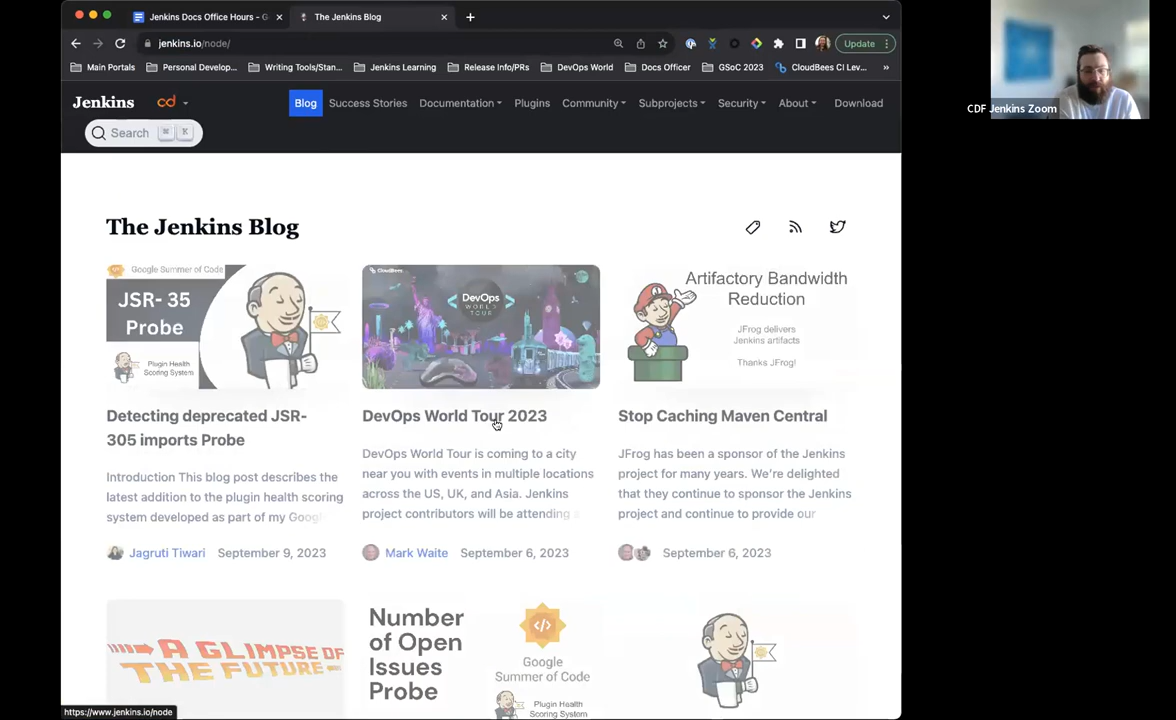 Jenkins Docs Office Hours - G
The Jenkins Blog
jenkins.io/node/
Update
Main Portals
Personal Develop...
Writing Tools/Stan...
Jenkins Learning
Release Info/PRs
DevOps World
Docs Officer
GSoC 2023
CloudBees CI Lev...
»
CDF Jenkins Zoom
Jenkins
cd
Blog
Success Stories
Documentation
Plugins
Community
Subprojects
Security
About
Download
Search
⌘ K
The Jenkins Blog
Google Summer of Code
JSR- 35
Probe
Plugin Health
Scoring System
CloudBees
DevOps
WORLD
TOUR
Artifactory Bandwidth
Reduction
JFrog delivers
Jenkins artifacts
Thanks JFrog!
Detecting deprecated JSR-
305 imports Probe
Introduction This blog post describes the
latest addition to the plugin health scoring
system developed as part of my Googl
Jagruti Tiwari September 9, 2023
DevOps World Tour 2023
DevOps World Tour is coming to a city
near you with events in multiple locations
across the US, UK, and Asia. Jenkins
project contributors will be attending a
Mark Waite September 6, 2023
Stop Caching Maven Central
JFrog has been a sponsor of the Jenkins
project for many years. We're delighted
that they continue to sponsor the Jenkins
project and continue to provide our
September 6, 2023
A GLIMPSE OF
THE FUTURE
Number
of Open
Issues
Probe
Google
Summer of Code
Plugin Health
Scoring System
https://www.jenkins.io/node